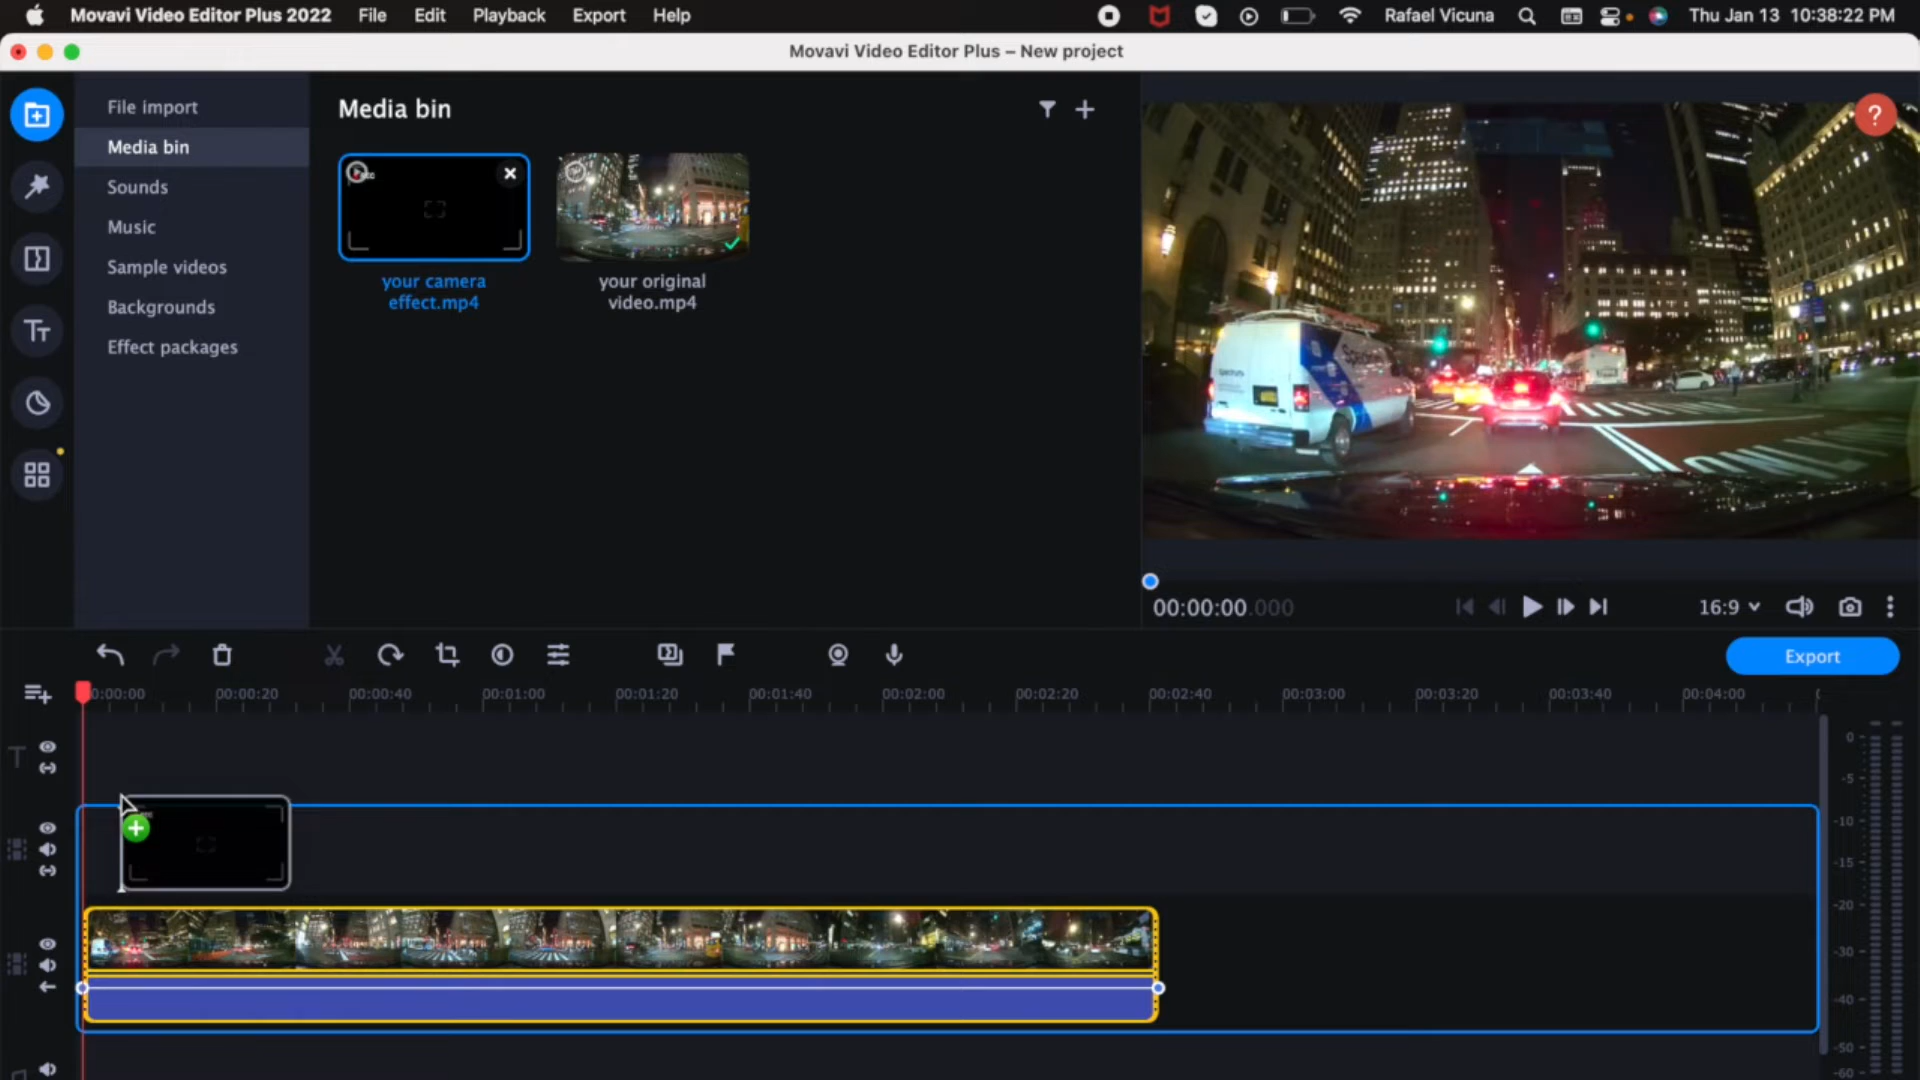 Movavi Video Editor Plus 2022 File Edit Playback Export Help Rafael Vicuna Thu Jan 13 10:38:22 PM
Movavi Video Editor Plus – New project
File import
Media bin
Sounds
Music
Sample videos
Backgrounds
Effect packages
Media bin
your camera
effect.mp4
your original
video.mp4
?
Spectrum
00:00:00.000
16:9
Export
0:00:00 00:00:20 00:00:40 00:01:00 00:01:20 00:01:40 00:02:00 00:02:20 00:02:40 00:03:00 00:03:20 00:03:40 00:04:00
0
-5
-10
-15
-20
-30
-40
-50
-60